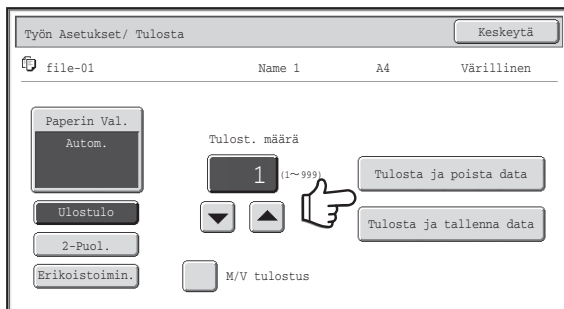 Työn Asetukset/ Tulosta
Keskeytä
file-01 Name 1 A4 Värillinen
Paperin Val.
Autom.
Ulostulo
2-Puol.
Erikoistoimin.
Tulost. määrä
1 (1～999)
M/V tulostus
Tulosta ja poista data
Tulosta ja tallenna data